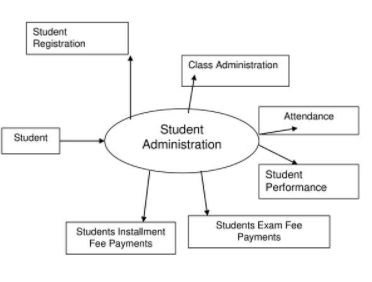 Student
Registration
Class Administration
Attendance
Student
Student
Administration
Student
Performance
Students Installment
Fee Payments
Students Exam Fee
Payments